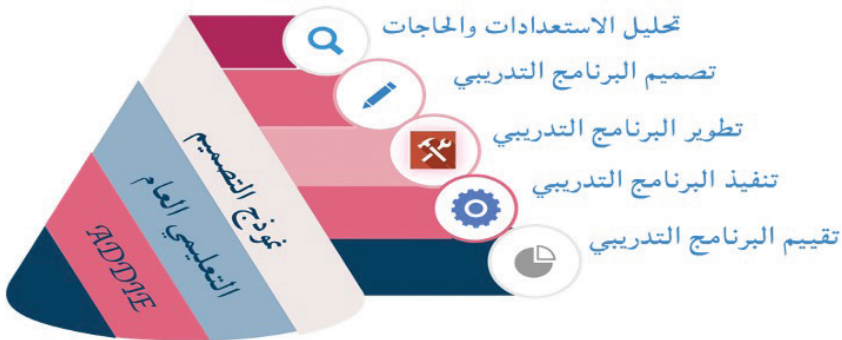 تحليل الاستعدادات والحاجات
تصميم البرنامج التدريبي
تطوير البرنامج التدريبي
تنفيذ البرنامج التدريبي
تقييم البرنامج التدريبي
نموذج التصميم
التعليمي العام
ADDIE